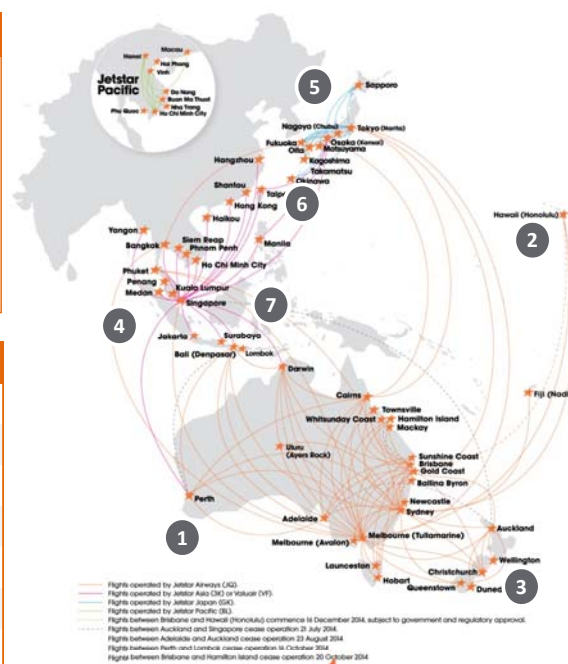 Macau
Hanoi
Hai Phong
Vinh
Jetstar
Pacific
Da Nang
Buon Ma Thuot
Nha Trang
Phu Quoc
Ho Chi Minh City
5
Sapporo
Nagoya (Chubu)
Tokyo (Narita)
Fukuoka
Osaka (Kansai)
Oita
Matsuyama
Hangzhou
Kagoshima
Takamatsu
Shantou
Okinawa
Taipe
6
Hong Kong
Haikou
Hawaii (Honolulu)
2
Yangon
Manila
Bangkok
Siem Reap
Phnom Penh
Ho Chi Minh City
Phuket
Penang
Kuala Lumpur
Medan
Singapore
7
4
Jakarta
Surabaya
Bali (Denpasar)
Lombok
Darwin
Cairns
Fiji (Nadi
Townsville
Whitsunday Coast
Hamilton Island
Mackay
Uluru
(Ayers Rock)
Sunshine Coast
Brisbane
Gold Coast
Ballina Byron
Perth
Newcastle
Sydney
Adelaide
1
Melbourne (Tullamarine)
Melbourne (Avalon)
Auckland
Launceston
Wellington
Hobart
Christchurch
3
Queenstown
Duned
Flights operated by Jetstar Airways (JQ).
Flights operated by Jetstar Asia (3K) or Valuair (VF).
Flights operated by Jetstar Japan (GK).
Flights operated by Jetstar Pacific (BL).
Flights between Brisbane and Hawaii (Honolulu) commence 16 December 2014, subject to government and regulatory approval.
Flights between Auckland and Singapore cease operation 21 July 2014.
Flights between Adelaide and Auckland cease operation 23 August 2014
Flights between Perth and Lombok cease operation 14 October 2014
Flights between Brisbane and Hamilton Island cease operation 20 October 2014